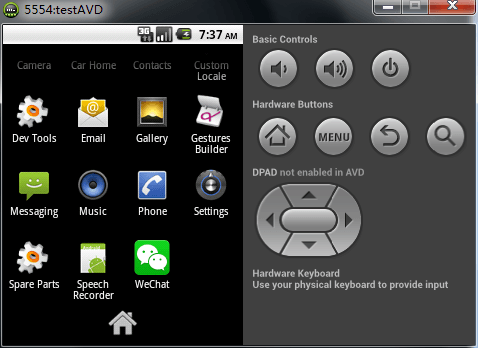 5554:testAVD
3G 7:37 AM
Camera Car Home Contacts Custom
Locale
Dev Tools Email Gallery Gestures
Builder
Messaging Music Phone Settings
Spare Parts Speech WeChat
Recorder
Basic Controls
Hardware Buttons
MENU
DPAD not enabled in AVD
Hardware Keyboard
Use your physical keyboard to provide input